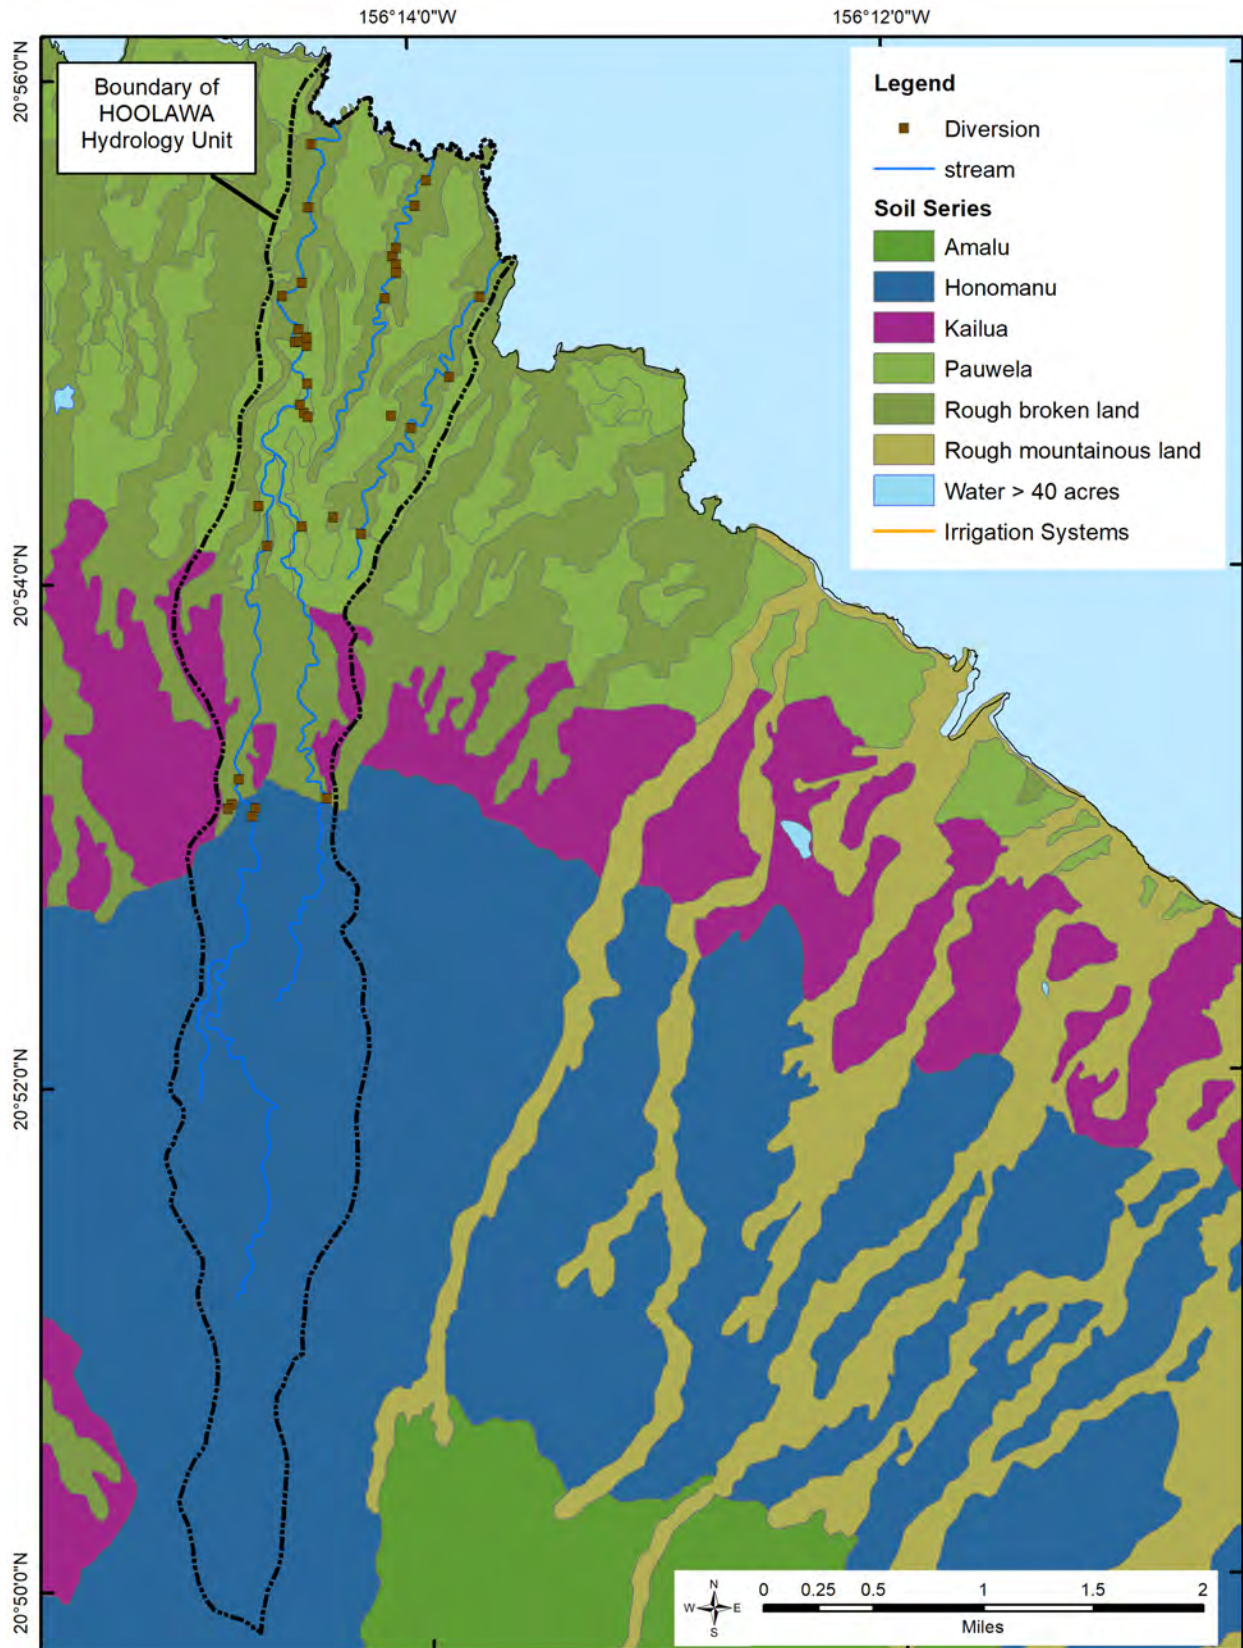 156°14'0"W
156°12'0"W
20°56'0"N
Boundary of
HOOLAWA
Hydrology Unit
Legend
Diversion
stream
Soil Series
Amalu
Honomanu
Kailua
Pauwela
Rough broken land
Rough mountainous land
Water > 40 acres
Irrigation Systems
20°54'0"N
20°52'0"N
20°50'0"N
N
W E
S
0 0.25 0.5 1 1.5 2
Miles